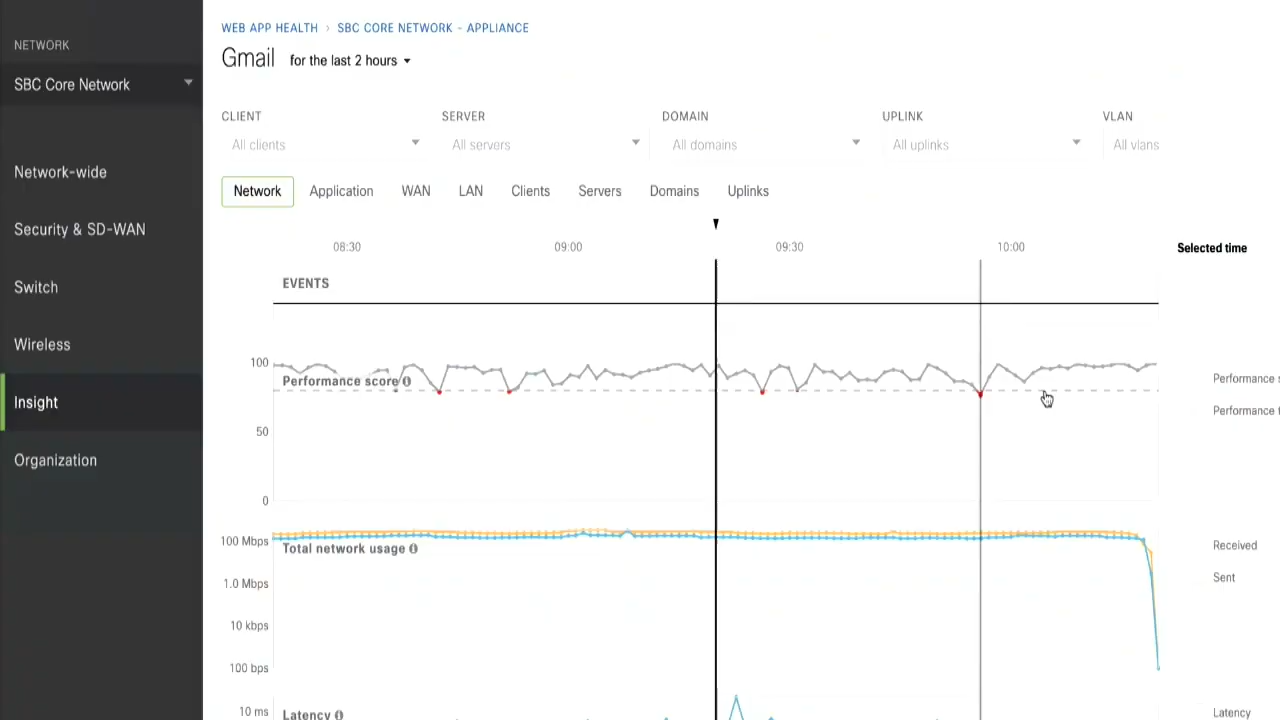 NETWORK
SBC Core Network
Network-wide
Security & SD-WAN
Switch
Wireless
Insight
Organization
WEB APP HEALTH › SBC CORE NETWORK - APPLIANCE
Gmail for the last 2 hours
CLIENT SERVER DOMAIN UPLINK VLAN
All clients All servers All domains All uplinks All vlans
Network Application WAN LAN Clients Servers Domains Uplinks
08:30 09:00 09:30 10:00 Selected time
EVENTS
100
Performance score
50
0
Performance
Performance
100 Mbps
Total network usage
1.0 Mbps
10 kbps
100 bps
Received
Sent
10 ms
Latency
Latency